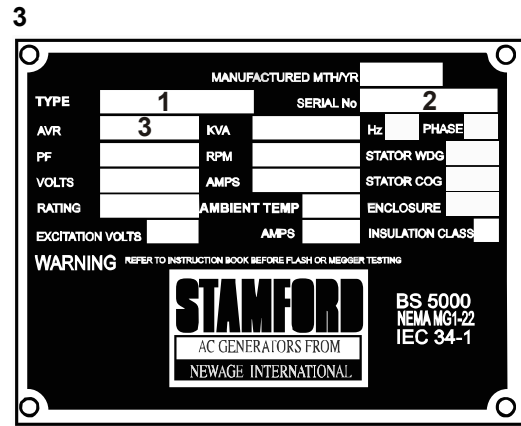 3
MANUFACTURED MTH/YR
TYPE 1 SERIAL No 2
AVR 3 KVA Hz PHASE
PF RPM STATOR WDG
VOLTS AMPS STATOR COG
RATING AMBIENT TEMP ENCLOSURE
EXCITATION VOLTS AMPS INSULATION CLASS
WARNING REFER TO INSTRUCTION BOOK BEFORE FLASH OR MEGGER TESTING
STAMFORD
AC GENERATORS FROM
NEWAGE INTERNATIONAL
BS 5000
NEMA MG1-22
IEC 34-1